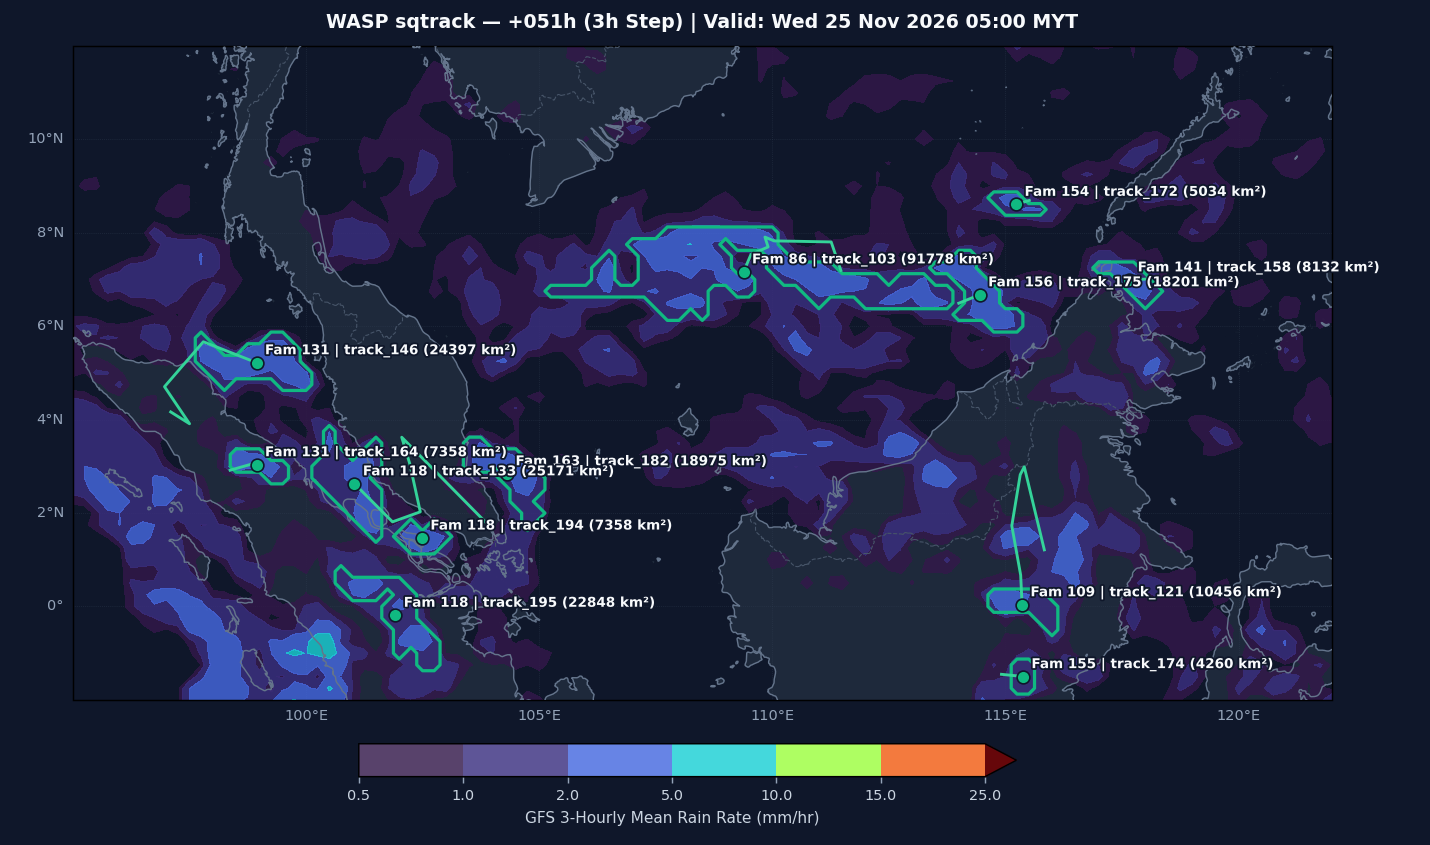 WASP sqtrack — +051h (3h Step) | Valid: Wed 25 Nov 2026 05:00 MYT
10°N
8°N
6°N
4°N
2°N
0°
Fam 154 | track_172 (5034 km²)
Fam 86 | track_103 (91778 km²)
Fam 141 | track_158 (8132 km²)
Fam 156 | track_175 (18201 km²)
Fam 131 | track_146 (24397 km²)
Fam 131 | track_164 (7358 km²)
Fam 163 | track_182 (18975 km²)
Fam 118 | track_133 (25171 km²)
Fam 118 | track_194 (7358 km²)
Fam 109 | track_121 (10456 km²)
Fam 118 | track_195 (22848 km²)
Fam 155 | track_174 (4260 km²)
100°E 105°E 110°E 115°E 120°E
0.5 1.0 2.0 5.0 10.0 15.0 25.0
GFS 3-Hourly Mean Rain Rate (mm/hr)